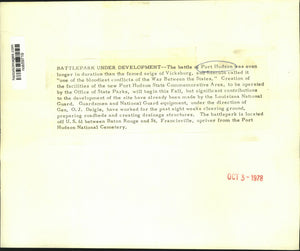 BATTLEPARK UNDER DEVELOPMENT--The battle of Port Hudson was even
longer in duration than the famed seige of Vicksburg, and called it
"one of the bloodiest conflicts of the War Between the States." Creation of
the facilities of the new Port Hudson State Commemorative Area, to be operated
by the Office of State Parks, will begin this Fall, but significant contributions
to the development of the site have already been made by the Louisiana National
Guard. Guardsmen and National Guard equipment, under the direction of
Gen. O.J. Daigle, have worked for the past eight weeks clearing ground,
preparing roadbeds and creating drainage structures. The battlepark is located
off U.S. 61 between Baton Rouge and St. Francisville, across from the Port
Hudson National Cemetery.
OCT 3 - 1978